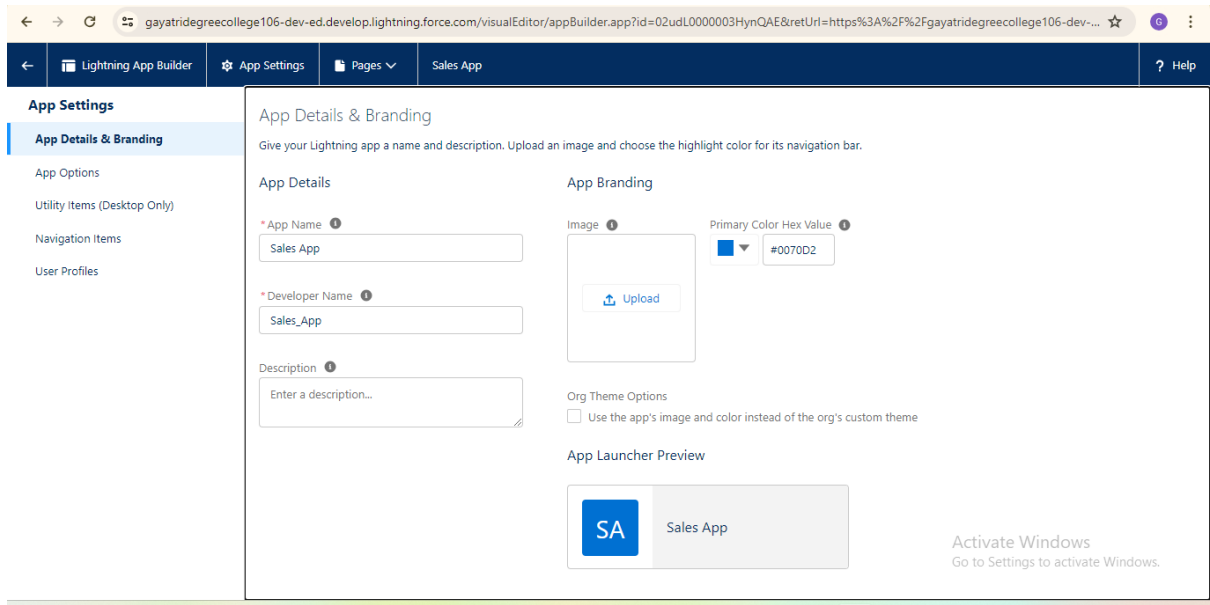 gayatridegreecollege106-dev-ed.develop.lightning.force.com/visualEditor/appBuilder.app?id=02udL0000003HynQAE&retUrl=https%3A%2F%2Fgayatridegreecollege106-dev-... G
Lightning App Builder App Settings Pages Sales App ? Help
App Settings
App Details & Branding
App Options
Utility Items (Desktop Only)
Navigation Items
User Profiles
App Details & Branding
Give your Lightning app a name and description. Upload an image and choose the highlight color for its navigation bar.
App Details
* App Name
Sales App
* Developer Name
Sales_App
Description
Enter a description...
App Branding
Image
Upload
Primary Color Hex Value
#0070D2
Org Theme Options
Use the app's image and color instead of the org's custom theme
App Launcher Preview
SA Sales App
Activate Windows
Go to Settings to activate Windows.